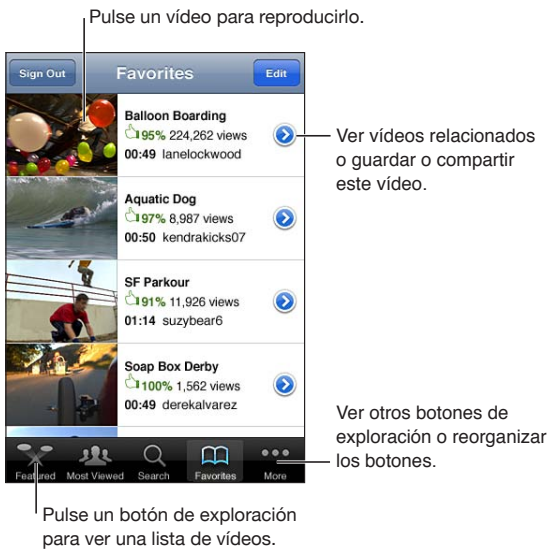 Pulse un vídeo para reproducirlo.
Sign Out
Favorites
Edit
Balloon Boarding
95% 224,262 views
00:49 lanelockwood
Ver vídeos relacionados
o guardar o compartir
este vídeo.
Aquatic Dog
97% 8,987 views
00:50 kendrakicks07
SF Parkour
91% 11,926 views
01:14 suzybear6
Soap Box Derby
100% 1,562 views
00:49 derekalvarez
Ver otros botones de
exploración o reorganizar
los botones.
Featured
Most Viewed
Search
Favorites
More
Pulse un botón de exploración
para ver una lista de vídeos.